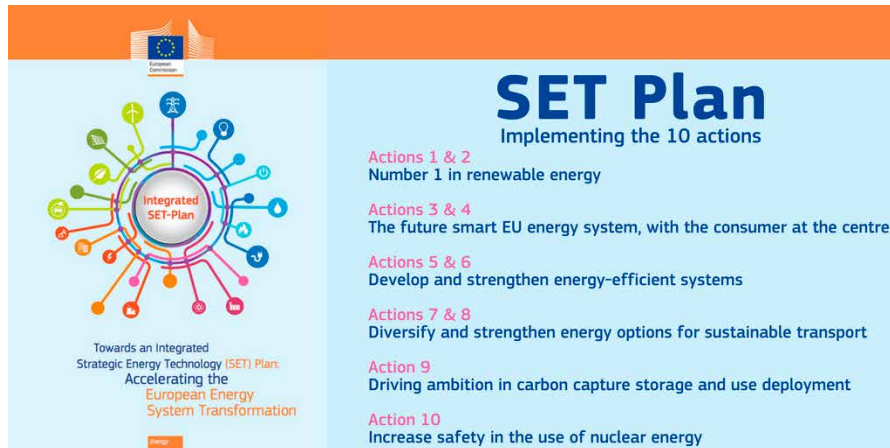 European
Commission
Integrated
SET-Plan
Towards an Integrated
Strategic Energy Technology (SET) Plan:
Accelerating the
European Energy
System Transformation
Energy
SET Plan
Implementing the 10 actions
Actions 1 & 2
Number 1 in renewable energy
Actions 3 & 4
The future smart EU energy system, with the consumer at the centre
Actions 5 & 6
Develop and strengthen energy-efficient systems
Actions 7 & 8
Diversify and strengthen energy options for sustainable transport
Action 9
Driving ambition in carbon capture storage and use deployment
Action 10
Increase safety in the use of nuclear energy